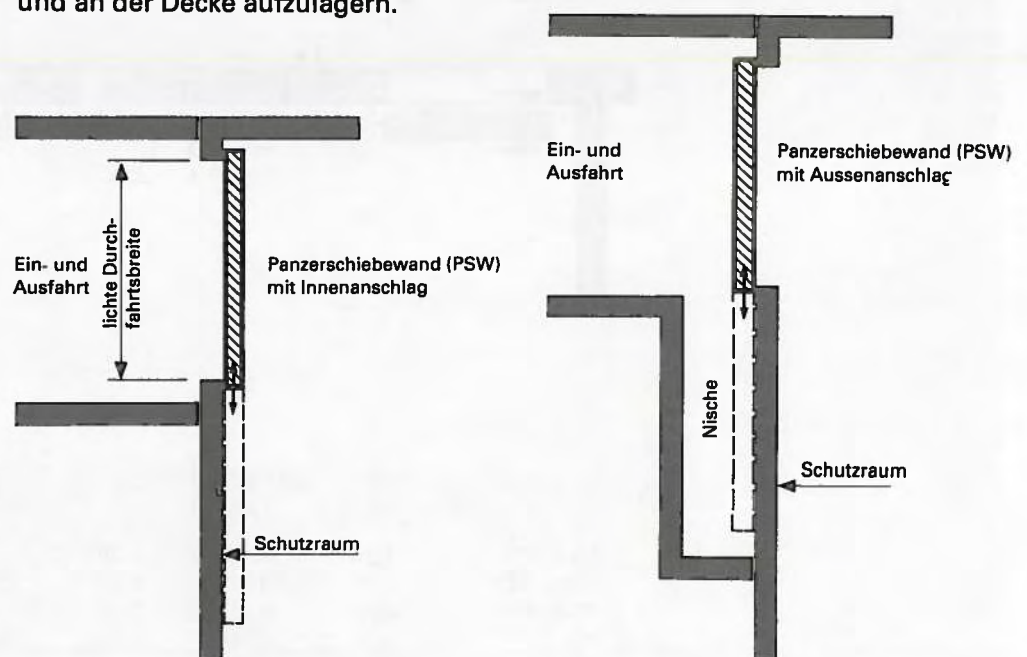 und an der Decke aufzulagern.
Ein- und
Ausfahrt
lichte Durch-
fahrtsbreite
Panzerschiebewand (PSW)
mit Innenanschlag
Schutzraum
Ein- und
Ausfahrt
Panzerschiebewand (PSW)
mit Aussenanschlag
Nische
Schutzraum